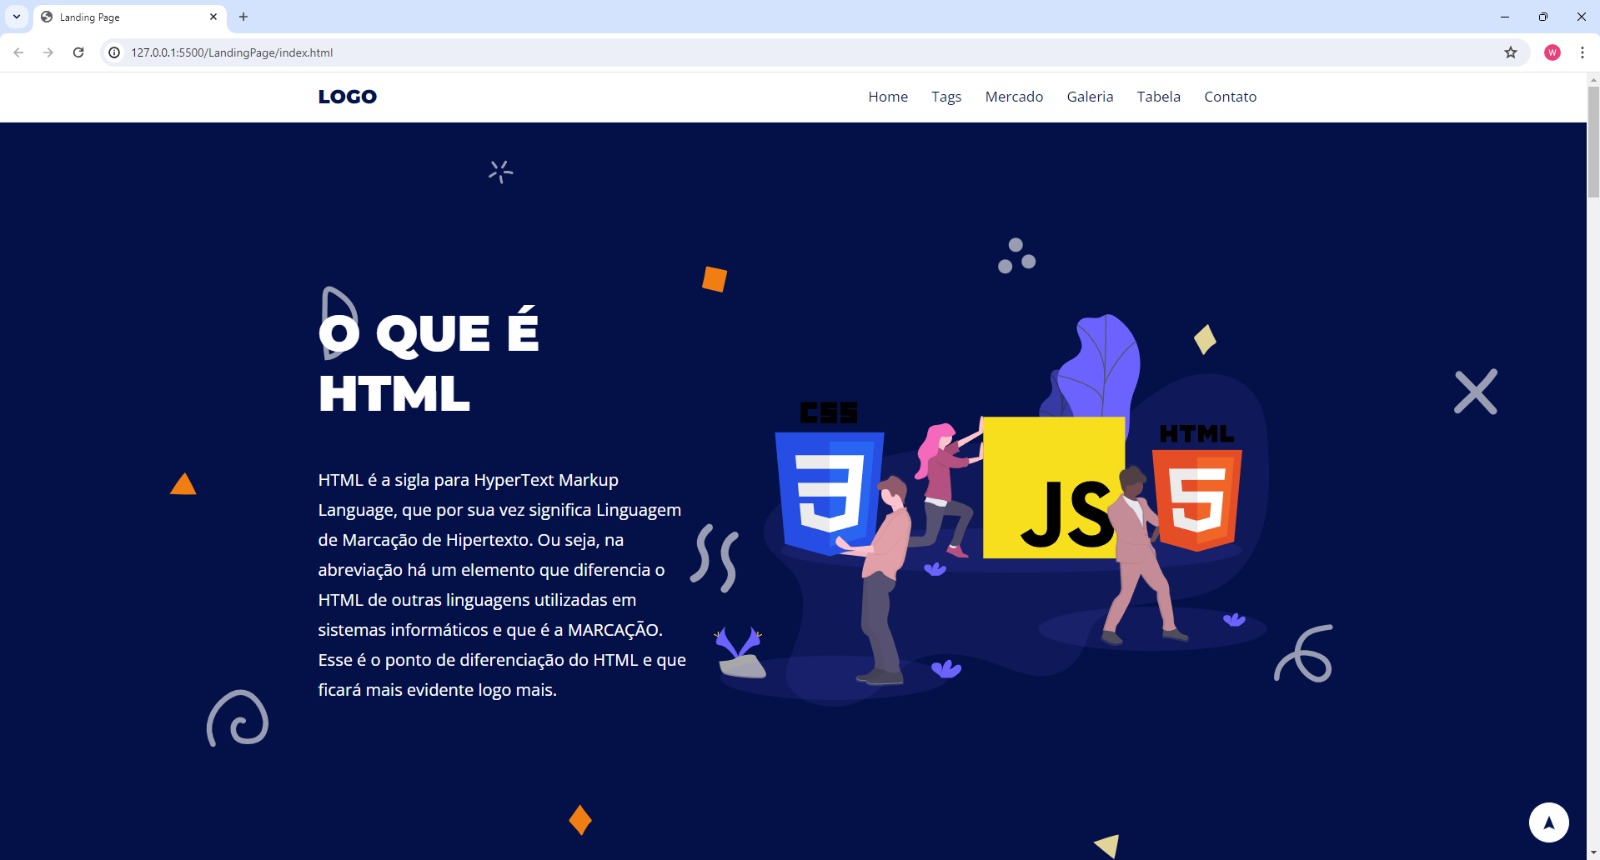 Landing Page
127.0.0.1:5500/LandingPage/index.html
W
LOGO
Home Tags Mercado Galeria Tabela Contato
O QUE É
HTML
HTML é a sigla para HyperText Markup
Language, que por sua vez significa Linguagem
de Marcação de Hipertexto. Ou seja, na
abreviação há um elemento que diferencia o
HTML de outras linguagens utilizadas em
sistemas informáticos e que é a MARCAÇÃO.
Esse é o ponto de diferenciação do HTML e que
ficará mais evidente logo mais.
CSS
3
JS
HTML
5